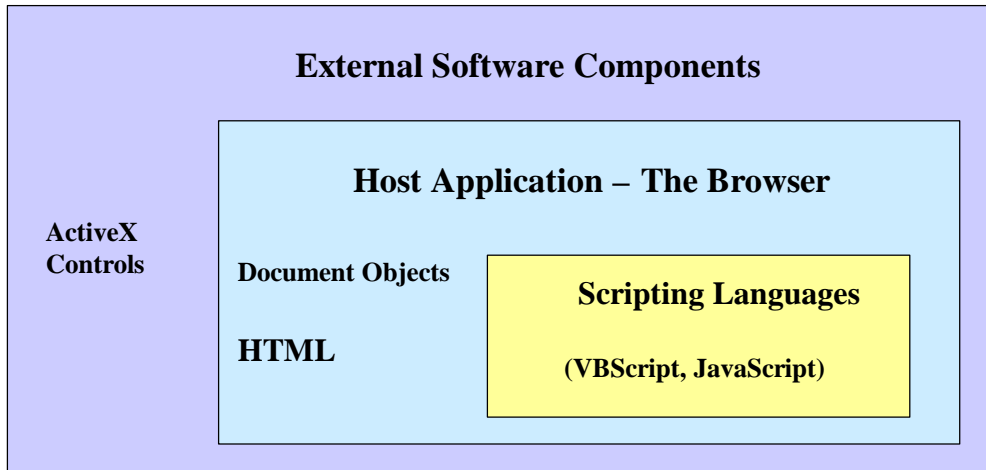 External Software Components
Host Application – The Browser
ActiveX
Controls
Document Objects
Scripting Languages
HTML
(VBScript, JavaScript)